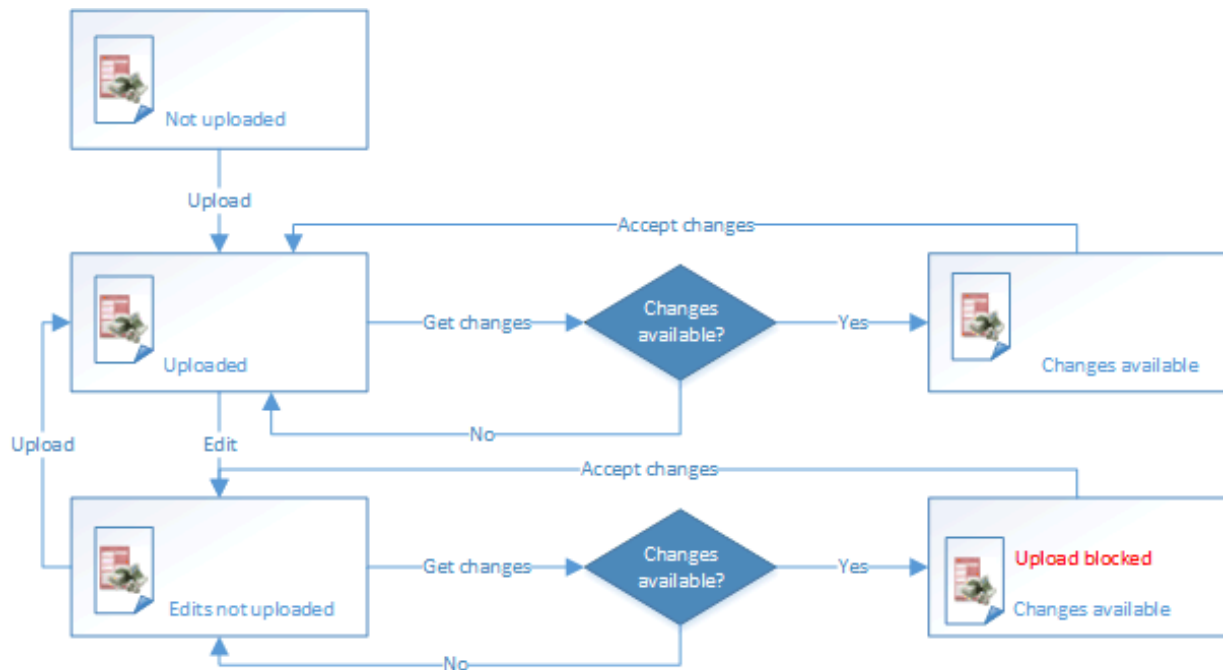 Not uploaded
Upload
Accept changes
Changes
available?
Get changes
Yes
Uploaded
Changes available
No
Upload
Edit
Accept changes
Changes
available?
Get changes
Yes
Upload blocked
Edits not uploaded
Changes available
No